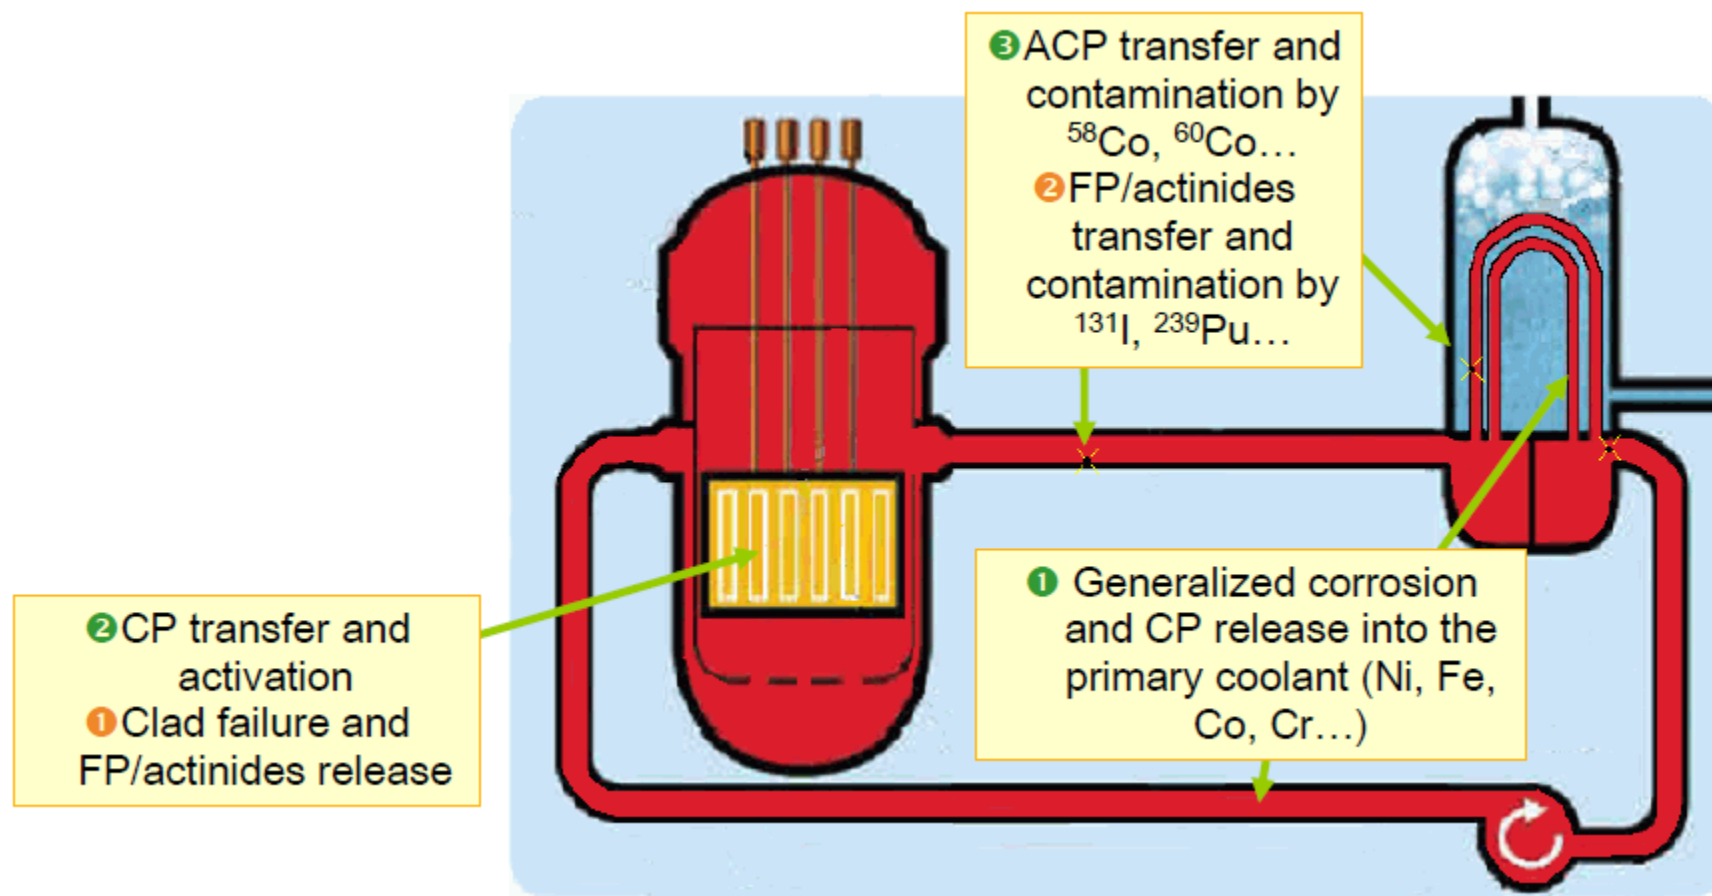 ❸ACP transfer and
contamination by
⁵⁸Co, ⁶⁰Co…
❷FP/actinides
transfer and
contamination by
¹³¹I, ²³⁹Pu…
❷CP transfer and
activation
❶Clad failure and
FP/actinides release
❶ Generalized corrosion
and CP release into the
primary coolant (Ni, Fe,
Co, Cr…)